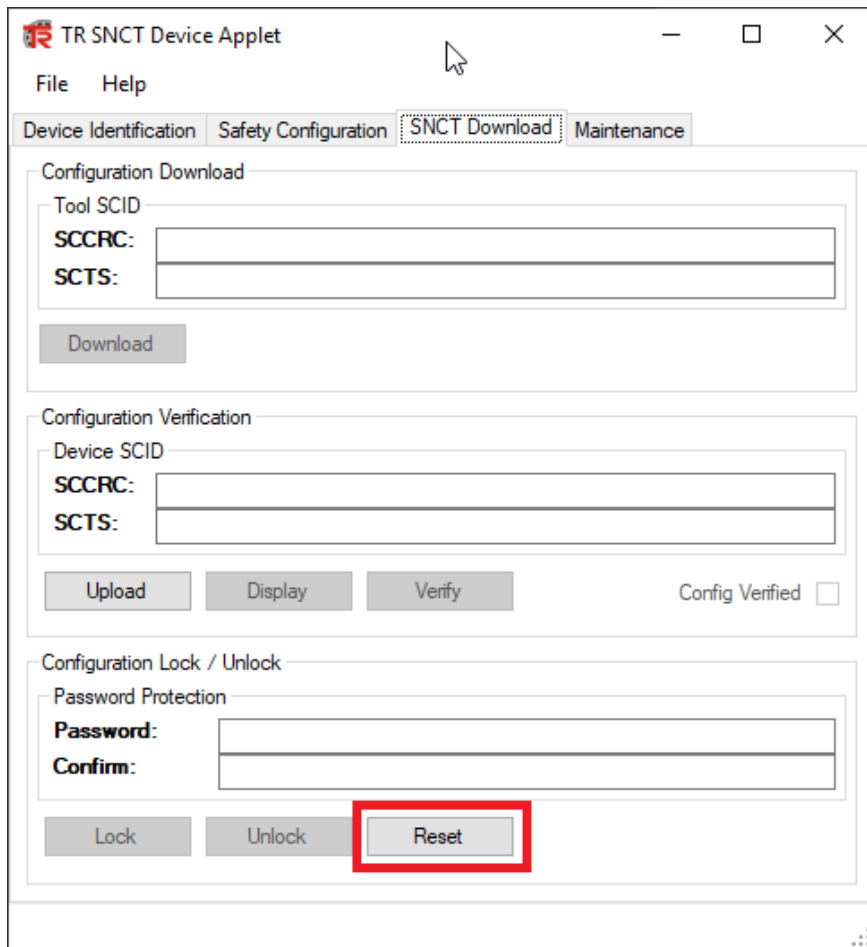 TR SNCT Device Applet
File Help
Device Identification Safety Configuration SNCT Download Maintenance
Configuration Download
Tool SCID
SCCRC:
SCTS:
Download
Configuration Verification
Device SCID
SCCRC:
SCTS:
Upload Display Verify Config Verified
Configuration Lock / Unlock
Password Protection
Password:
Confirm:
Lock Unlock Reset